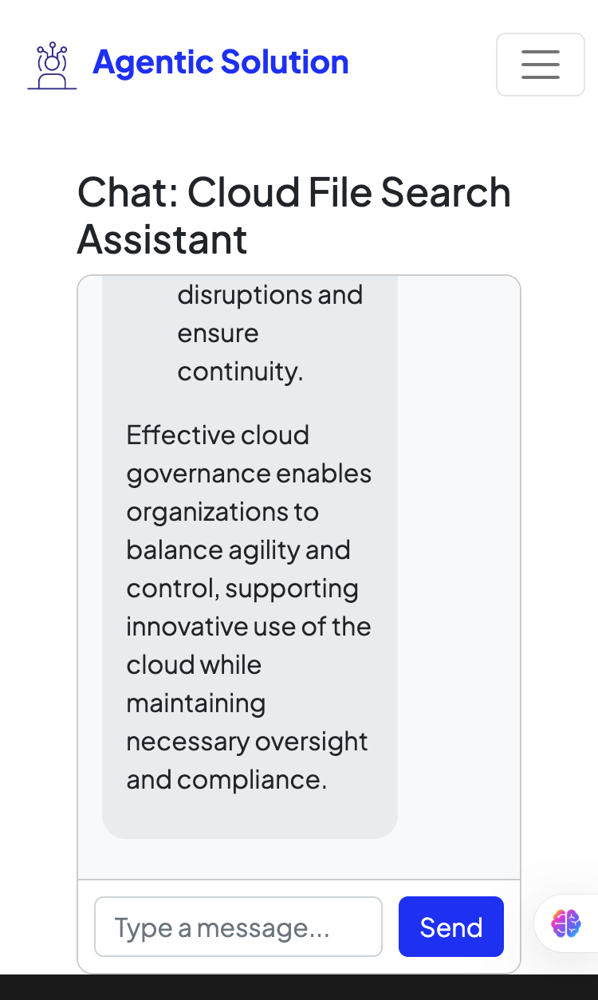 Agentic Solution
Chat: Cloud File Search
Assistant
disruptions and
ensure
continuity.
Effective cloud
governance enables
organizations to
balance agility and
control, supporting
innovative use of the
cloud while
maintaining
necessary oversight
and compliance.
Type a message...
Send